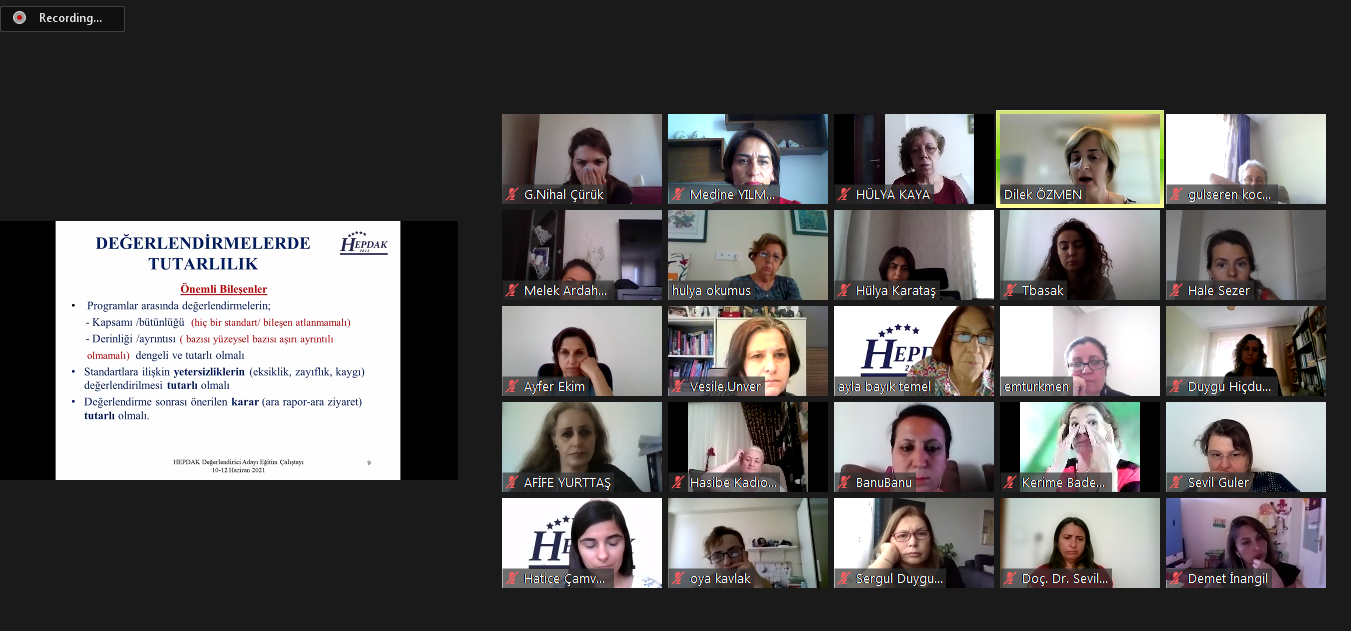 Recording...
DEĞERLENDİRMELERDE
TUTARLILIK
HEPDAK
Önemli Bileşenler
• Programlar arasında değerlendirmelerin;
- Kapsamı /bütünlüğü (hiç bir standart/ bileşen atlanmamalı)
- Derinliği /ayrıntısı ( bazısı yüzeysel bazısı aşırı ayrıntılı
olmamalı) dengeli ve tutarlı olmalı
• Standartlara ilişkin yetersizliklerin (eksiklik, zayıflık, kaygı)
değerlendirilmesi tutarlı olmalı
• Değerlendirme sonrası önerilen karar (ara rapor-ara ziyaret)
tutarlı olmalı.
HEPDAK Değerlendirici Adayı Eğitim Çalıştayı
10-12 Haziran 2021
9
G.Nihal Çürük
Medine YILM...
HÜLYA KAYA
Dilek ÖZMEN
gulseren koc...
Melek Ardah...
hulya okumus
Hülya Karataş
Tbasak
Hale Sezer
Ayfer Ekim
Vesile.Unver
HEPD
ayla bayık temel
emturkmen
Duygu Hiçdu...
AFİFE YURTTAŞ
Hasibe Kadıo...
BanuBanu
Kerime Bade...
Sevil Guler
Hatice Çamv...
oya kavlak
Sergul Duygu...
Doç. Dr. Sevil...
Demet İnangil